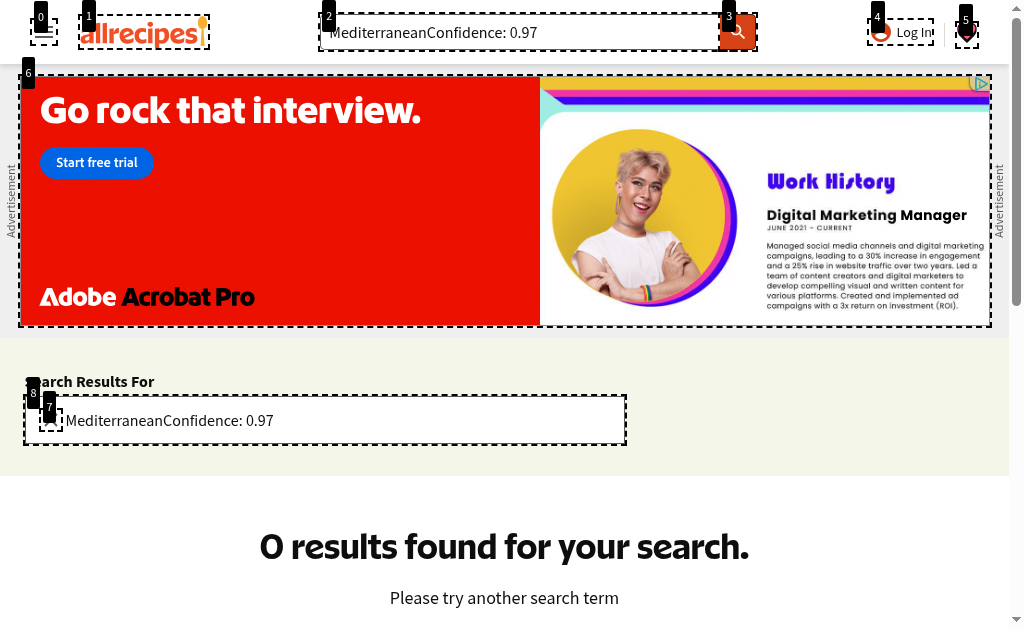 0
1
2
3
4
5
allrecipes
MediterraneanConfidence: 0.97
Log In
6
Advertisement
Go rock that interview.
Start free trial
Adobe Acrobat Pro
Work History
Digital Marketing Manager
JUNE 2021 - CURRENT
Managed social media channels and digital marketing
campaigns, leading to a 30% increase in engagement
and a 25% rise in website traffic over two years. Led a
team of content creators and digital marketers to
develop compelling visual and written content for
various platforms. Created and implemented ad
campaigns with a 3x return on investment (ROI).
Advertisement
Search Results For
8
7
MediterraneanConfidence: 0.97
0 results found for your search.
Please try another search term